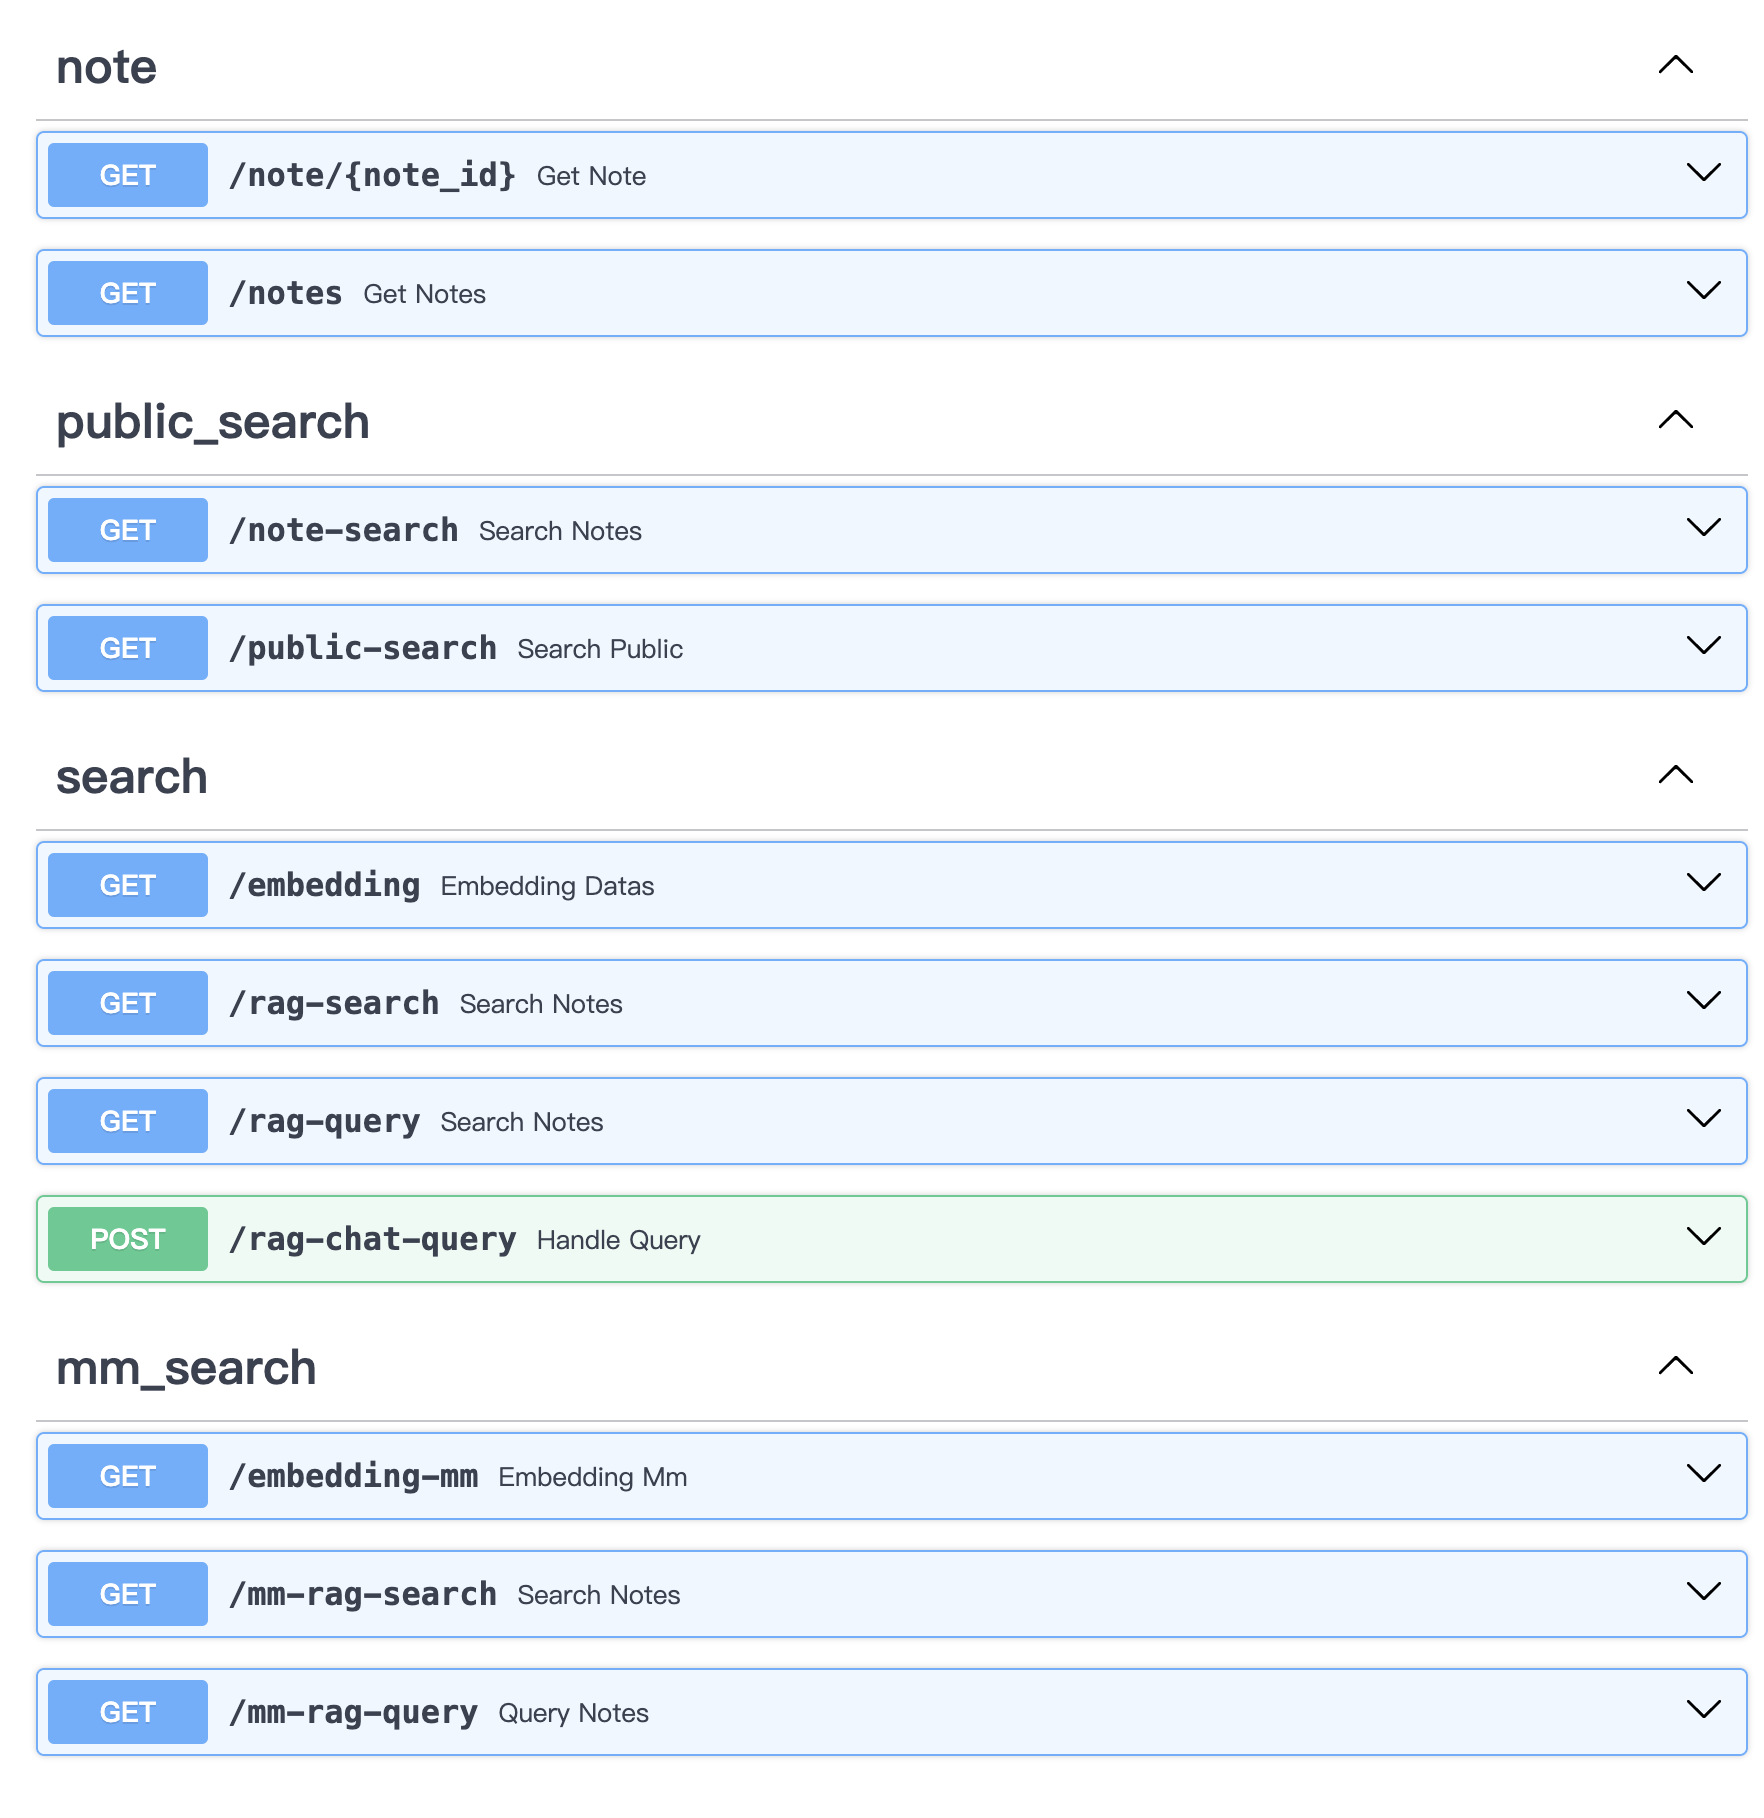 note
GET /note/{note_id} Get Note
GET /notes Get Notes
public_search
GET /note-search Search Notes
GET /public-search Search Public
search
GET /embedding Embedding Datas
GET /rag-search Search Notes
GET /rag-query Search Notes
POST /rag-chat-query Handle Query
mm_search
GET /embedding-mm Embedding Mm
GET /mm-rag-search Search Notes
GET /mm-rag-query Query Notes